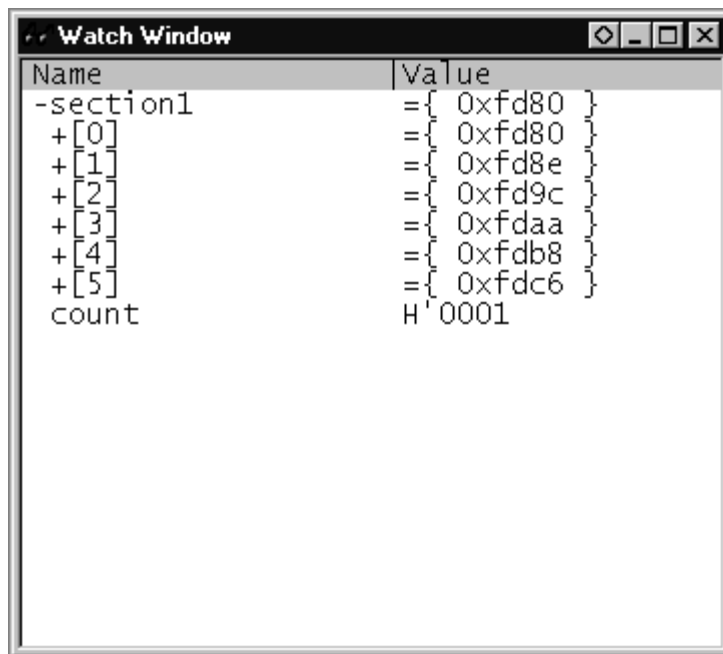 Watch Window
Name Value
-section1 ={ 0xfd80 }
+[0] ={ 0xfd80 }
+[1] ={ 0xfd8e }
+[2] ={ 0xfd9c }
+[3] ={ 0xfdaa }
+[4] ={ 0xfdb8 }
+[5] ={ 0xfdc6 }
count H'0001